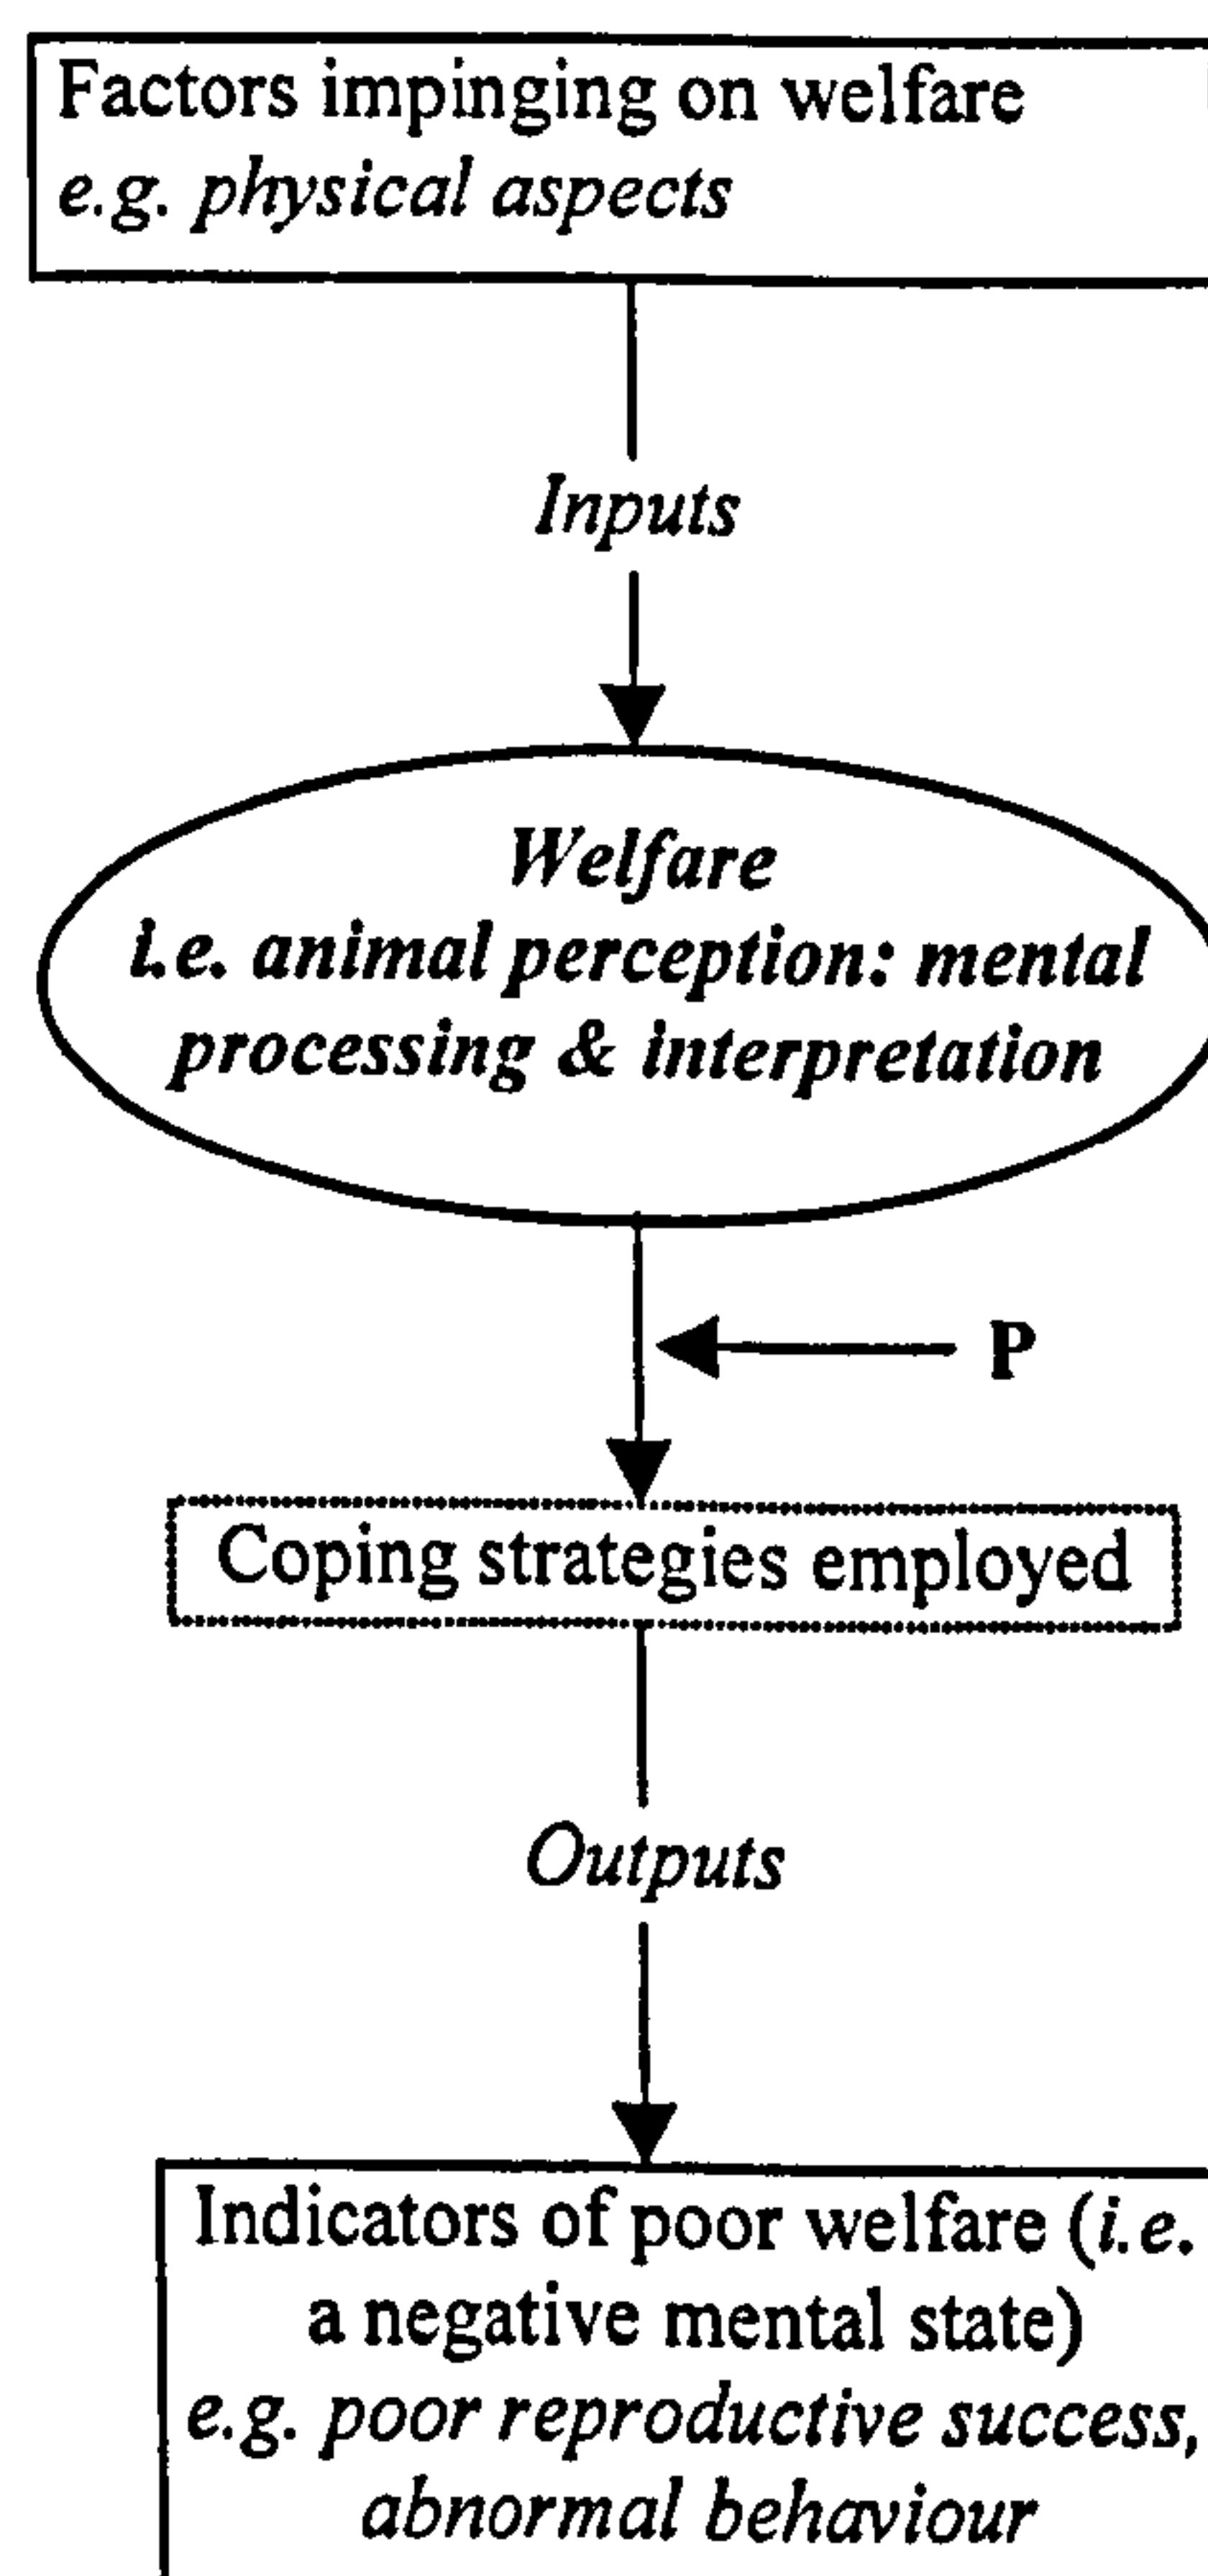 Factors impinging on welfare
e.g. physical aspects
Inputs
Welfare
i.e. animal perception: mental
processing & interpretation
P
Coping strategies employed
Outputs
Indicators of poor welfare (i.e.
a negative mental state)
e.g. poor reproductive success,
abnormal behaviour